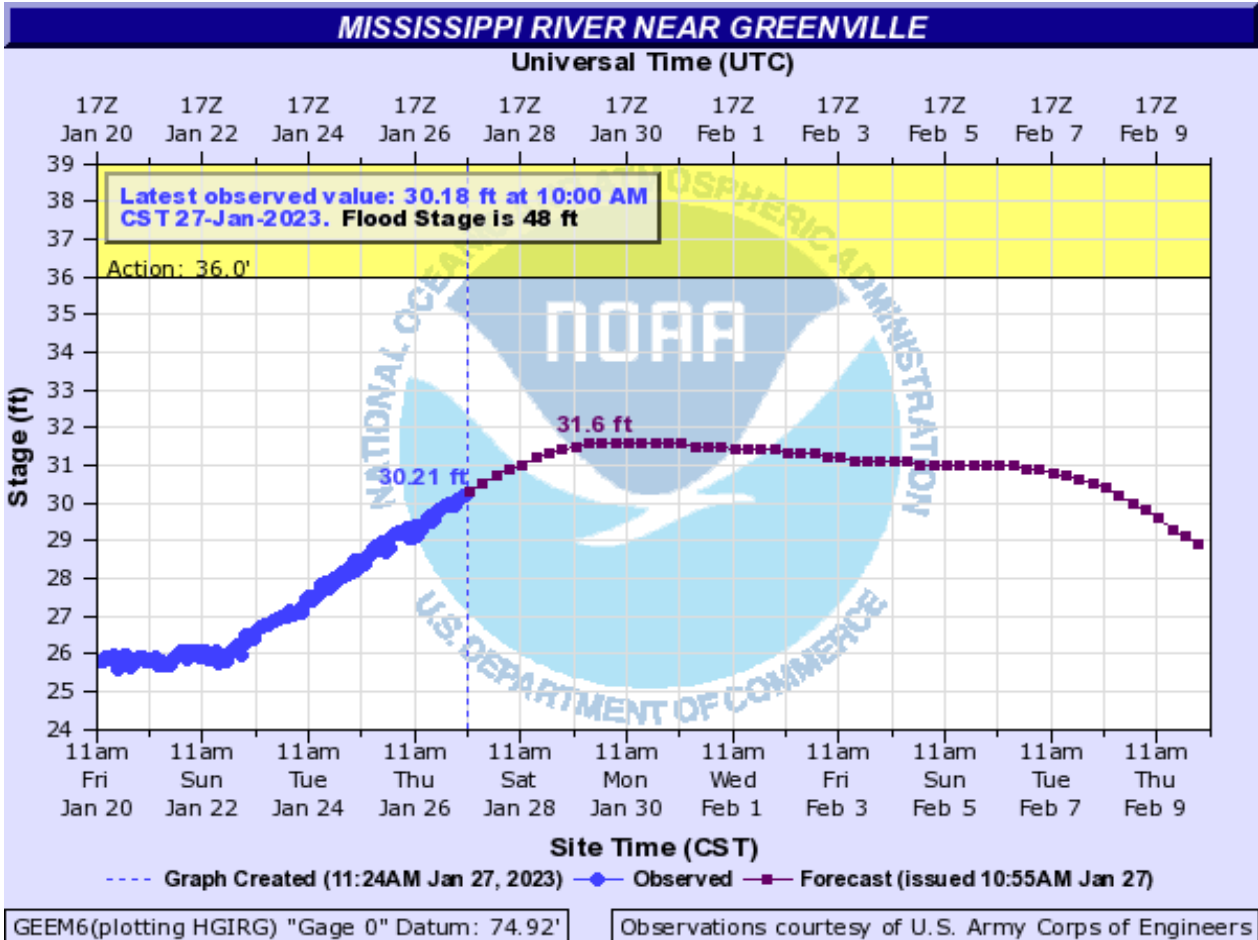 MISSISSIPPI RIVER NEAR GREENVILLE
Universal Time (UTC)
17Z 17Z 17Z 17Z 17Z 17Z 17Z 17Z 17Z 17Z 17Z
Jan 20 Jan 22 Jan 24 Jan 26 Jan 28 Jan 30 Feb 1 Feb 3 Feb 5 Feb 7 Feb 9
39
38
37
36
35
34
33
32
31
30
29
28
27
26
25
24
Stage (ft)
Latest observed value: 30.18 ft at 10:00 AM
CST 27-Jan-2023. Flood Stage is 48 ft
Action: 36.0'
NATIONAL OCEANIC AND ATMOSPHERIC ADMINISTRATION
NOAA
U.S. DEPARTMENT OF COMMERCE
31.6 ft
30.21 ft
11am 11am 11am 11am 11am 11am 11am 11am 11am 11am 11am
Fri Sun Tue Thu Sat Mon Wed Fri Sun Tue Thu
Jan 20 Jan 22 Jan 24 Jan 26 Jan 28 Jan 30 Feb 1 Feb 3 Feb 5 Feb 7 Feb 9
Site Time (CST)
Graph Created (11:24AM Jan 27, 2023) Observed Forecast (issued 10:55AM Jan 27)
GEEM6(plotting HGIRG) "Gage 0" Datum: 74.92' Observations courtesy of U.S. Army Corps of Engineers